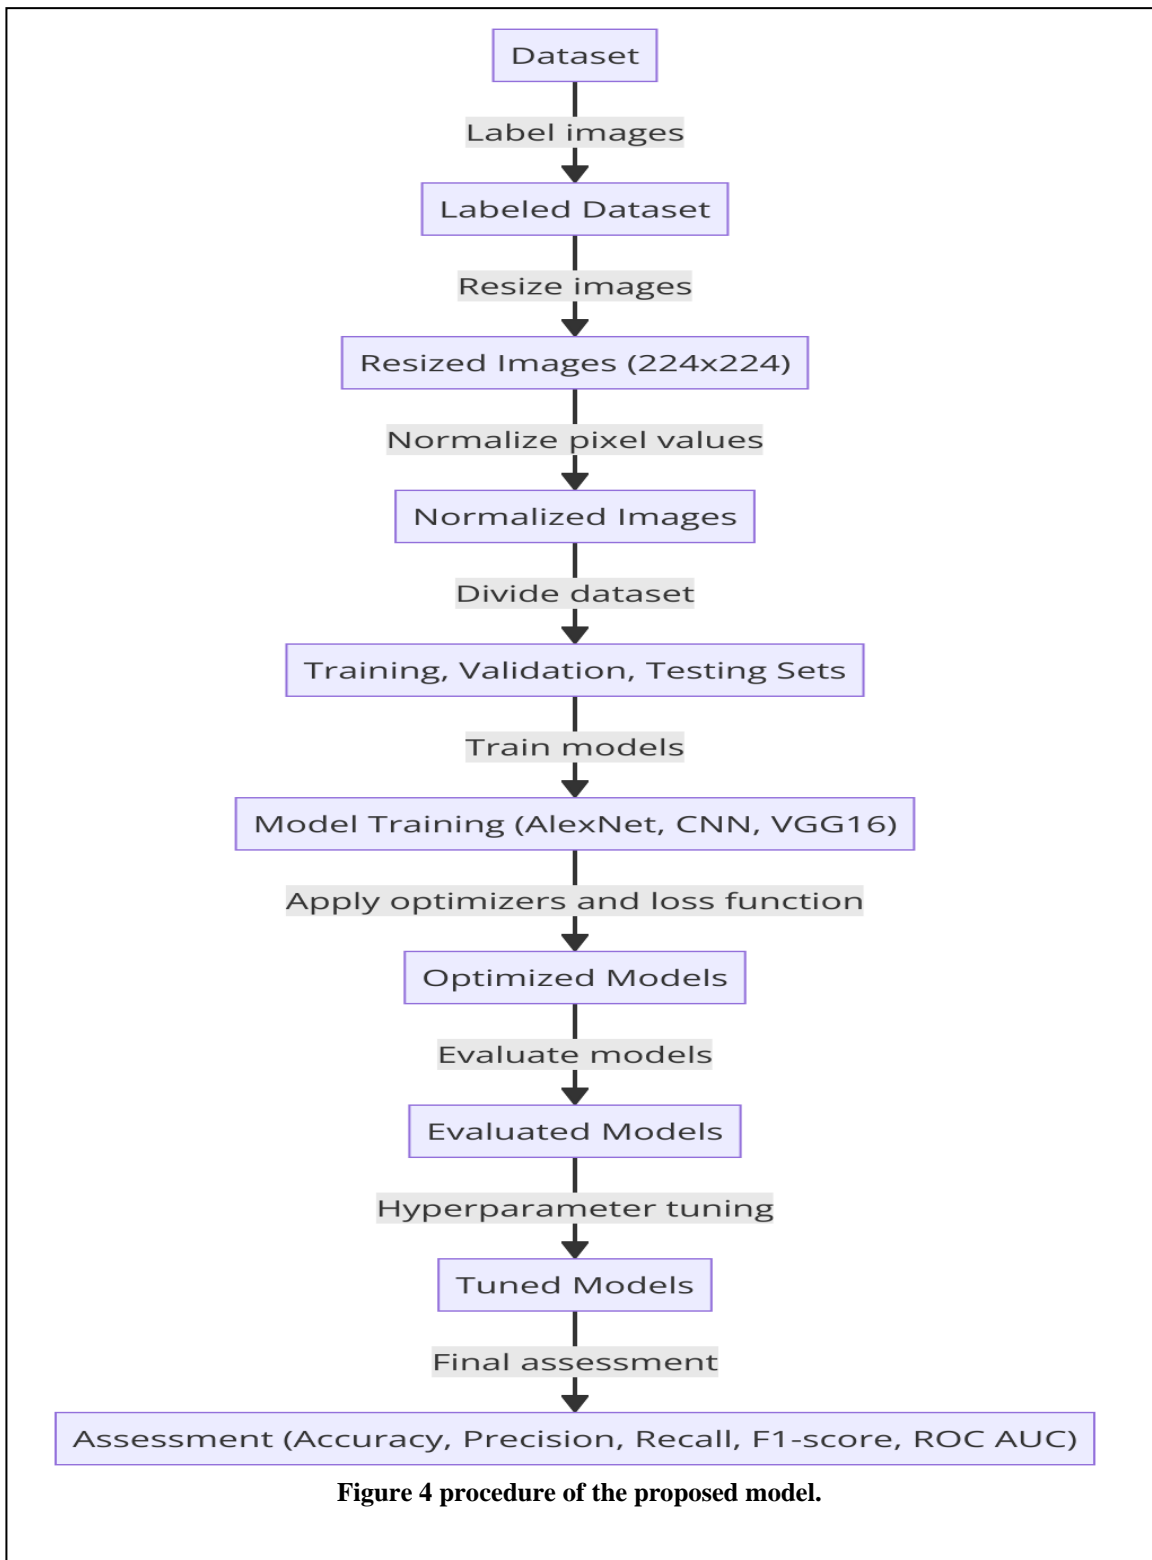 Dataset
Label images
Labeled Dataset
Resize images
Resized Images (224x224)
Normalize pixel values
Normalized Images
Divide dataset
Training, Validation, Testing Sets
Train models
Model Training (AlexNet, CNN, VGG16)
Apply optimizers and loss function
Optimized Models
Evaluate models
Evaluated Models
Hyperparameter tuning
Tuned Models
Final assessment
Assessment (Accuracy, Precision, Recall, F1-score, ROC AUC)
Figure 4 procedure of the proposed model.